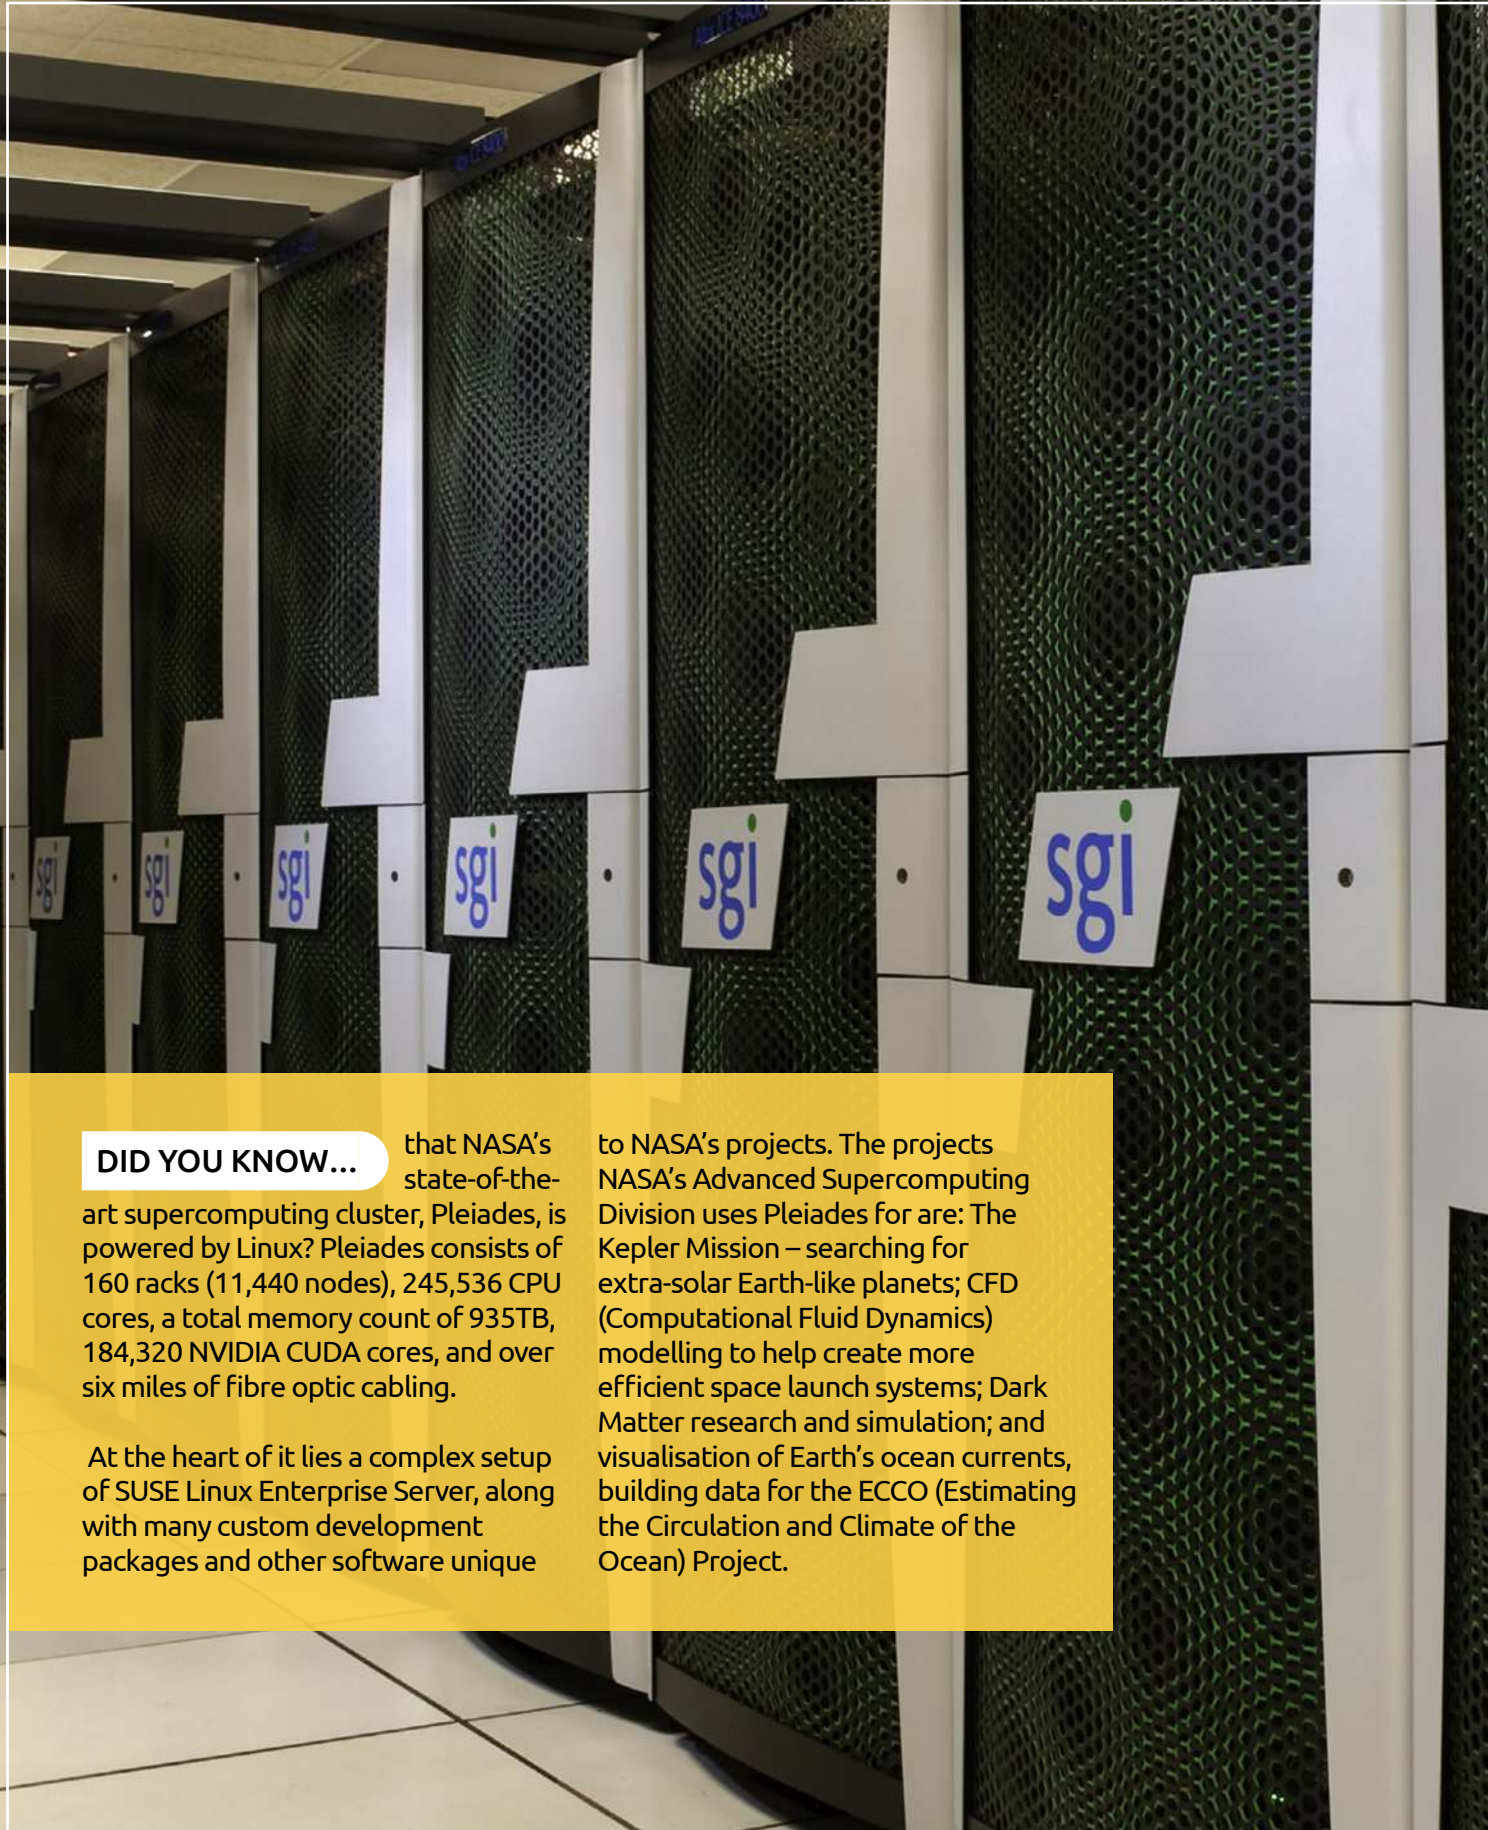 sgi
sgi
sgi
sgi
sgi
sgi
DID YOU KNOW...
that NASA's
state-of-the-
art supercomputing cluster, Pleiades, is
powered by Linux? Pleiades consists of
160 racks (11,440 nodes), 245,536 CPU
cores, a total memory count of 935TB,
184,320 NVIDIA CUDA cores, and over
six miles of fibre optic cabling.
At the heart of it lies a complex setup
of SUSE Linux Enterprise Server, along
with many custom development
packages and other software unique
to NASA's projects. The projects
NASA's Advanced Supercomputing
Division uses Pleiades for are: The
Kepler Mission – searching for
extra-solar Earth-like planets; CFD
(Computational Fluid Dynamics)
modelling to help create more
efficient space launch systems; Dark
Matter research and simulation; and
visualisation of Earth's ocean currents,
building data for the ECCO (Estimating
the Circulation and Climate of the
Ocean) Project.